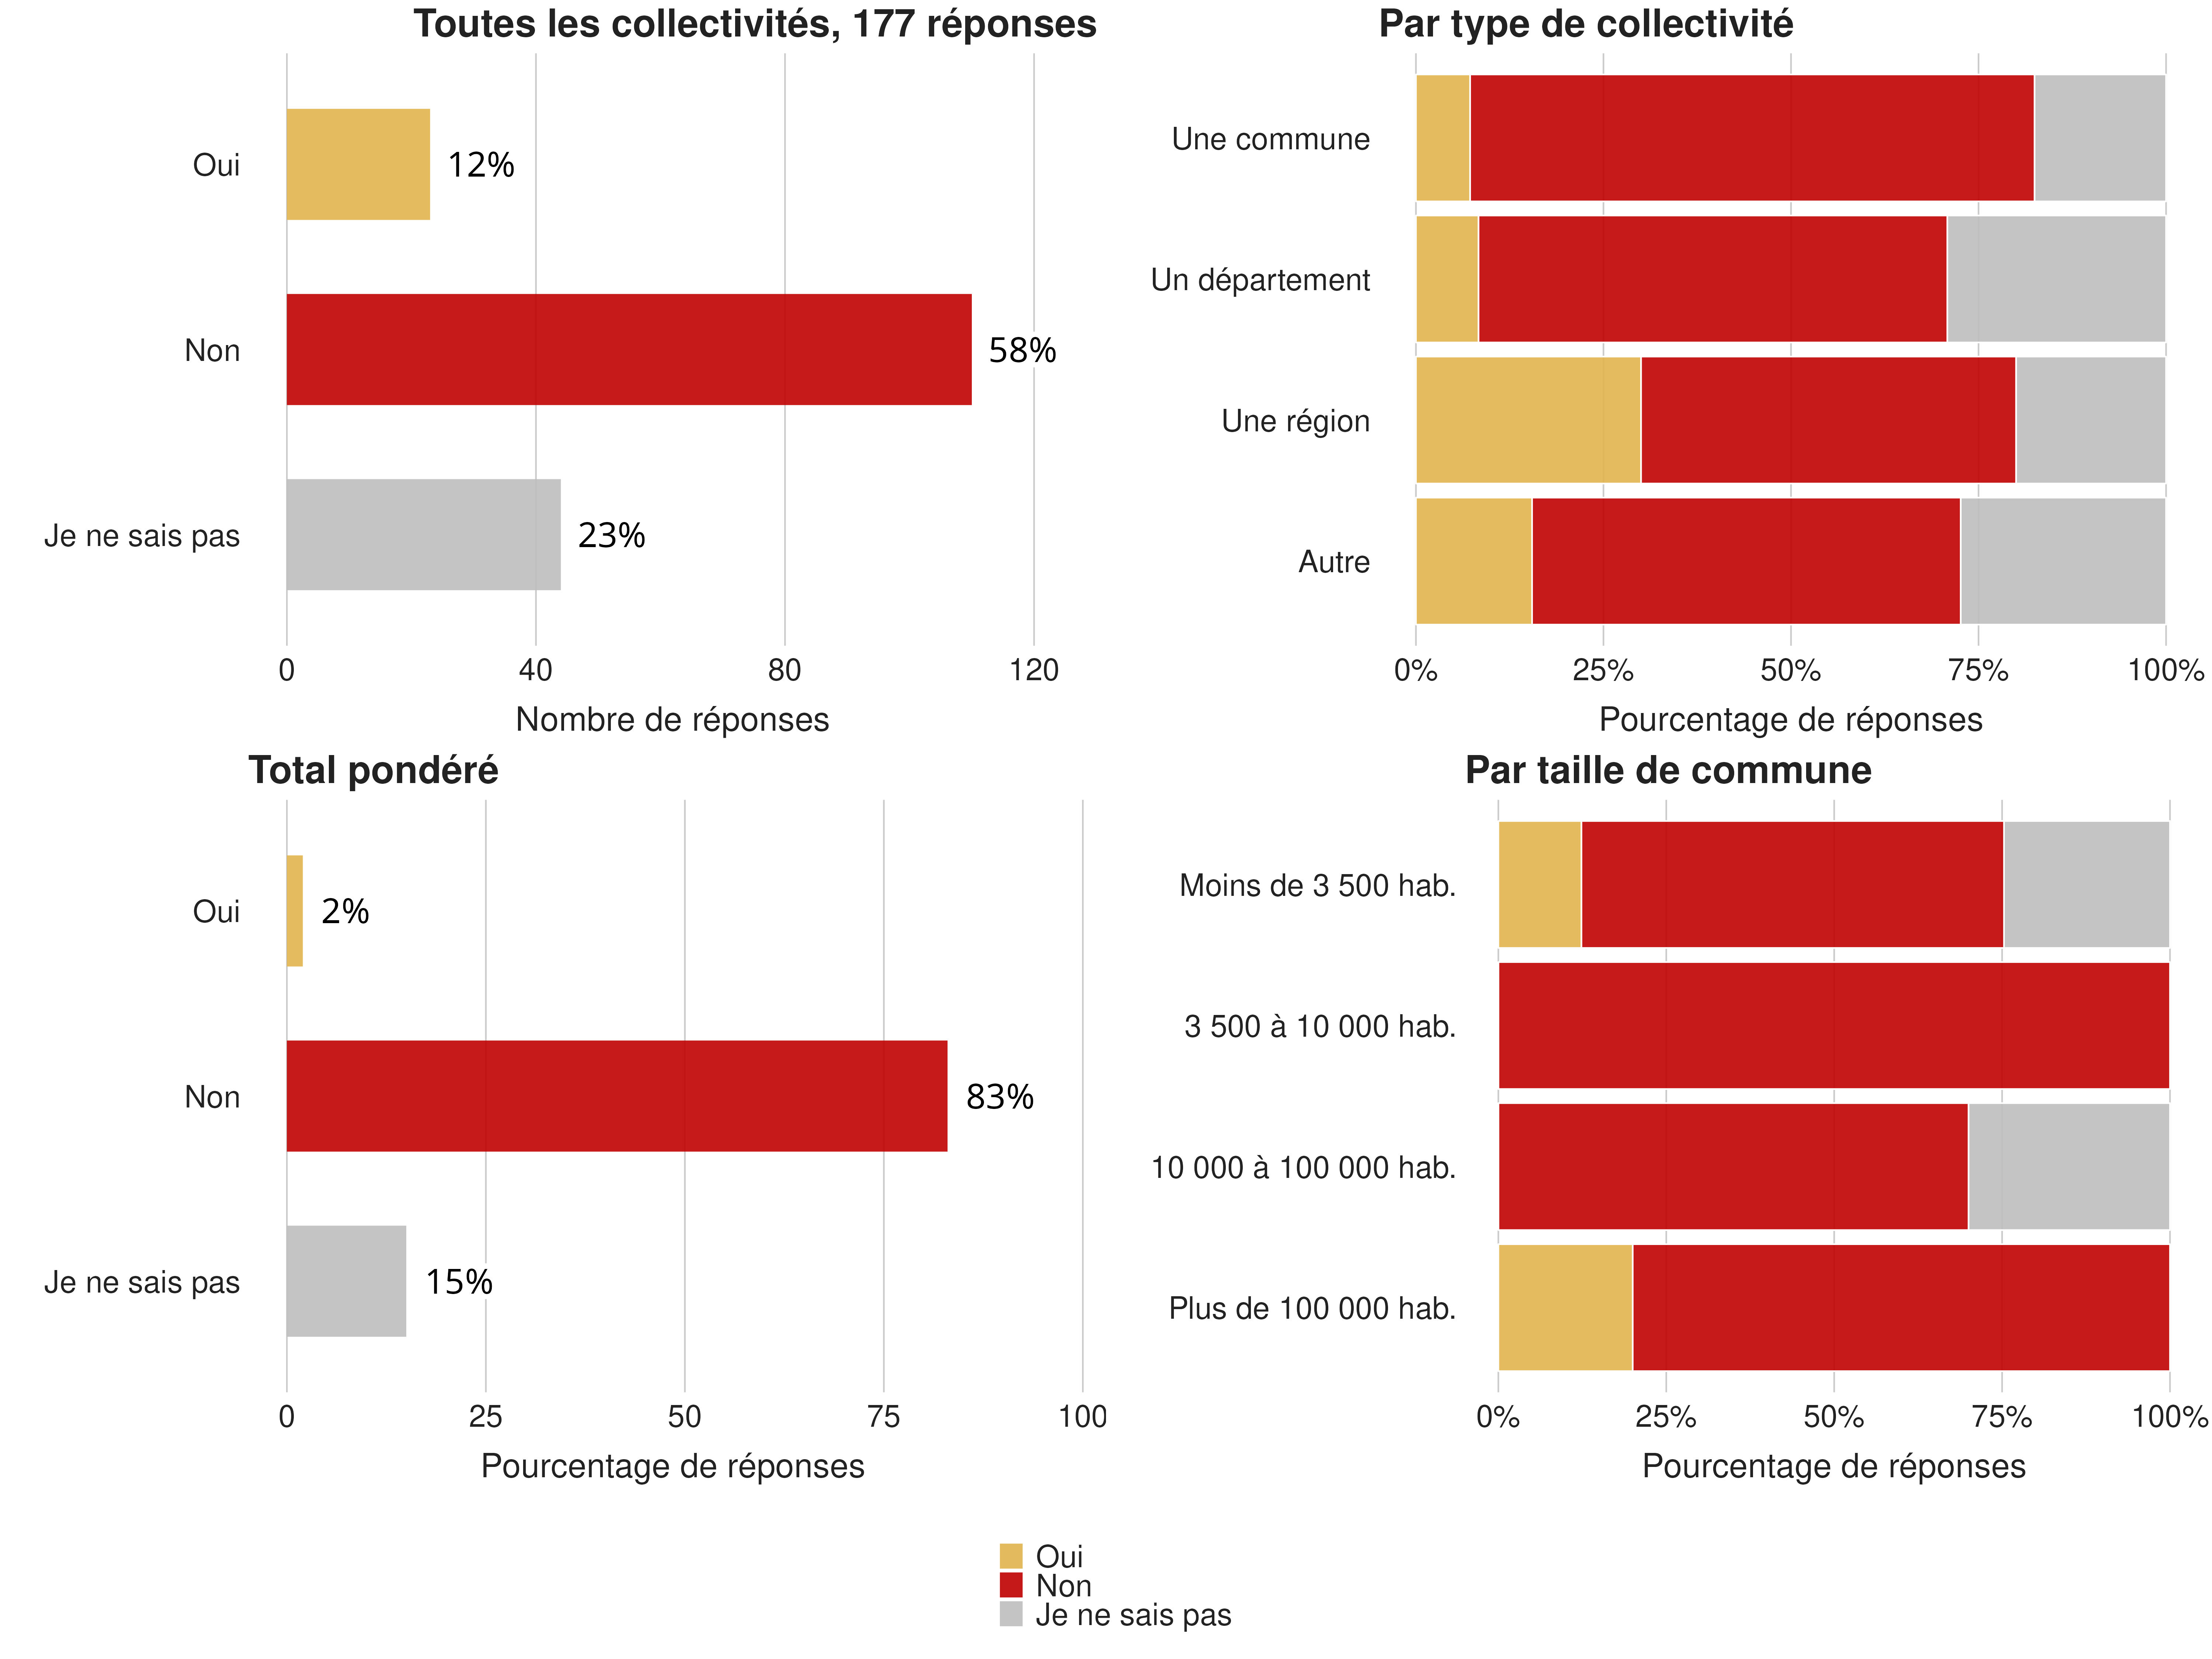 Toutes les collectivités, 177 réponses
Oui
12%
Non
58%
Je ne sais pas
23%
0 40 80 120
Nombre de réponses
Par type de collectivité
Une commune
Un département
Une région
Autre
0% 25% 50% 75% 100%
Pourcentage de réponses
Total pondéré
Oui
2%
Non
83%
Je ne sais pas
15%
0 25 50 75 100
Pourcentage de réponses
Par taille de commune
Moins de 3 500 hab.
3 500 à 10 000 hab.
10 000 à 100 000 hab.
Plus de 100 000 hab.
0% 25% 50% 75% 100%
Pourcentage de réponses
Oui
Non
Je ne sais pas